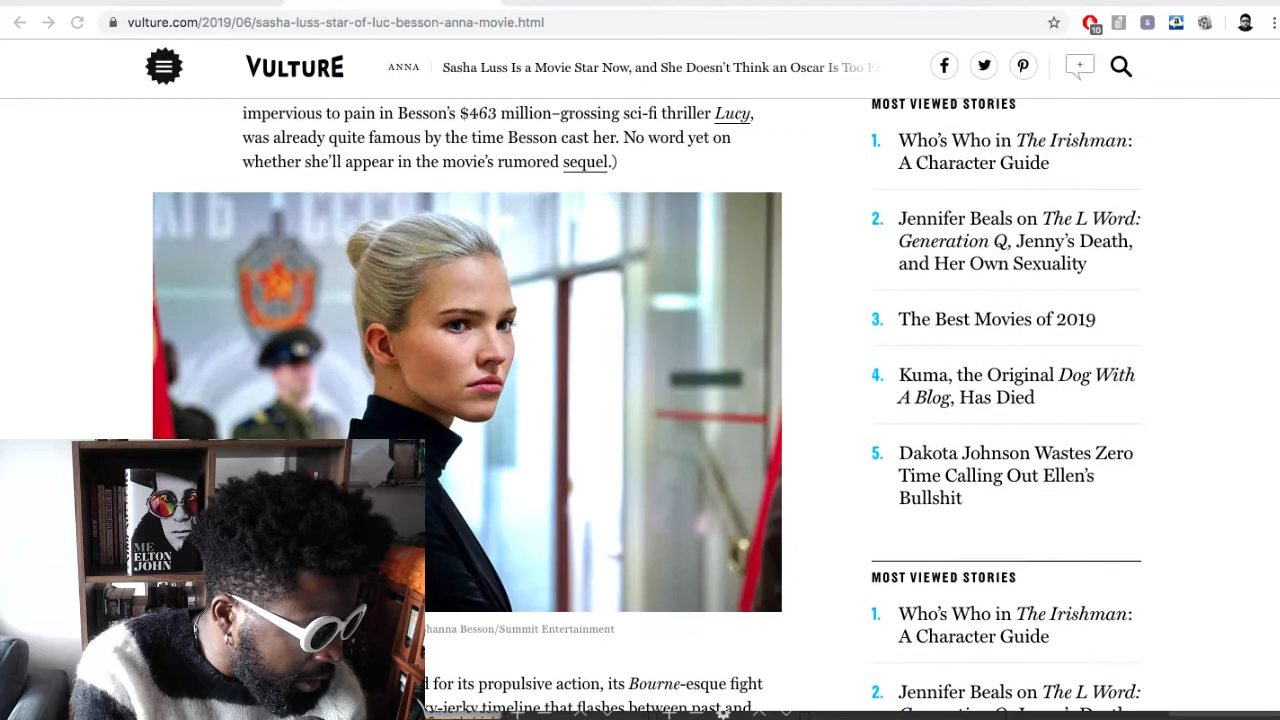 vulture.com/2019/06/sasha-luss-star-of-luc-besson-anna-movie.html
10
VULTURE
ANNA
Sasha Luss Is a Movie Star Now, and She Doesn't Think an Oscar Is Too
impervious to pain in Besson's $463 million–grossing sci-fi thriller Lucy,
was already quite famous by the time Besson cast her. No word yet on
whether she'll appear in the movie's rumored sequel.)
ME
ELTON
JOHN
Besson/Summit Entertainment
for its propulsive action, its Bourne-esque fight
timeline that flashes between past and
MOST VIEWED STORIES
1. Who's Who in The Irishman:
A Character Guide
2. Jennifer Beals on The L Word:
Generation Q, Jenny's Death,
and Her Own Sexuality
3. The Best Movies of 2019
4. Kuma, the Original Dog With
A Blog, Has Died
5. Dakota Johnson Wastes Zero
Time Calling Out Ellen's
Bullshit
MOST VIEWED STORIES
1. Who's Who in The Irishman:
A Character Guide
2. Jennifer Beals on The L Word: